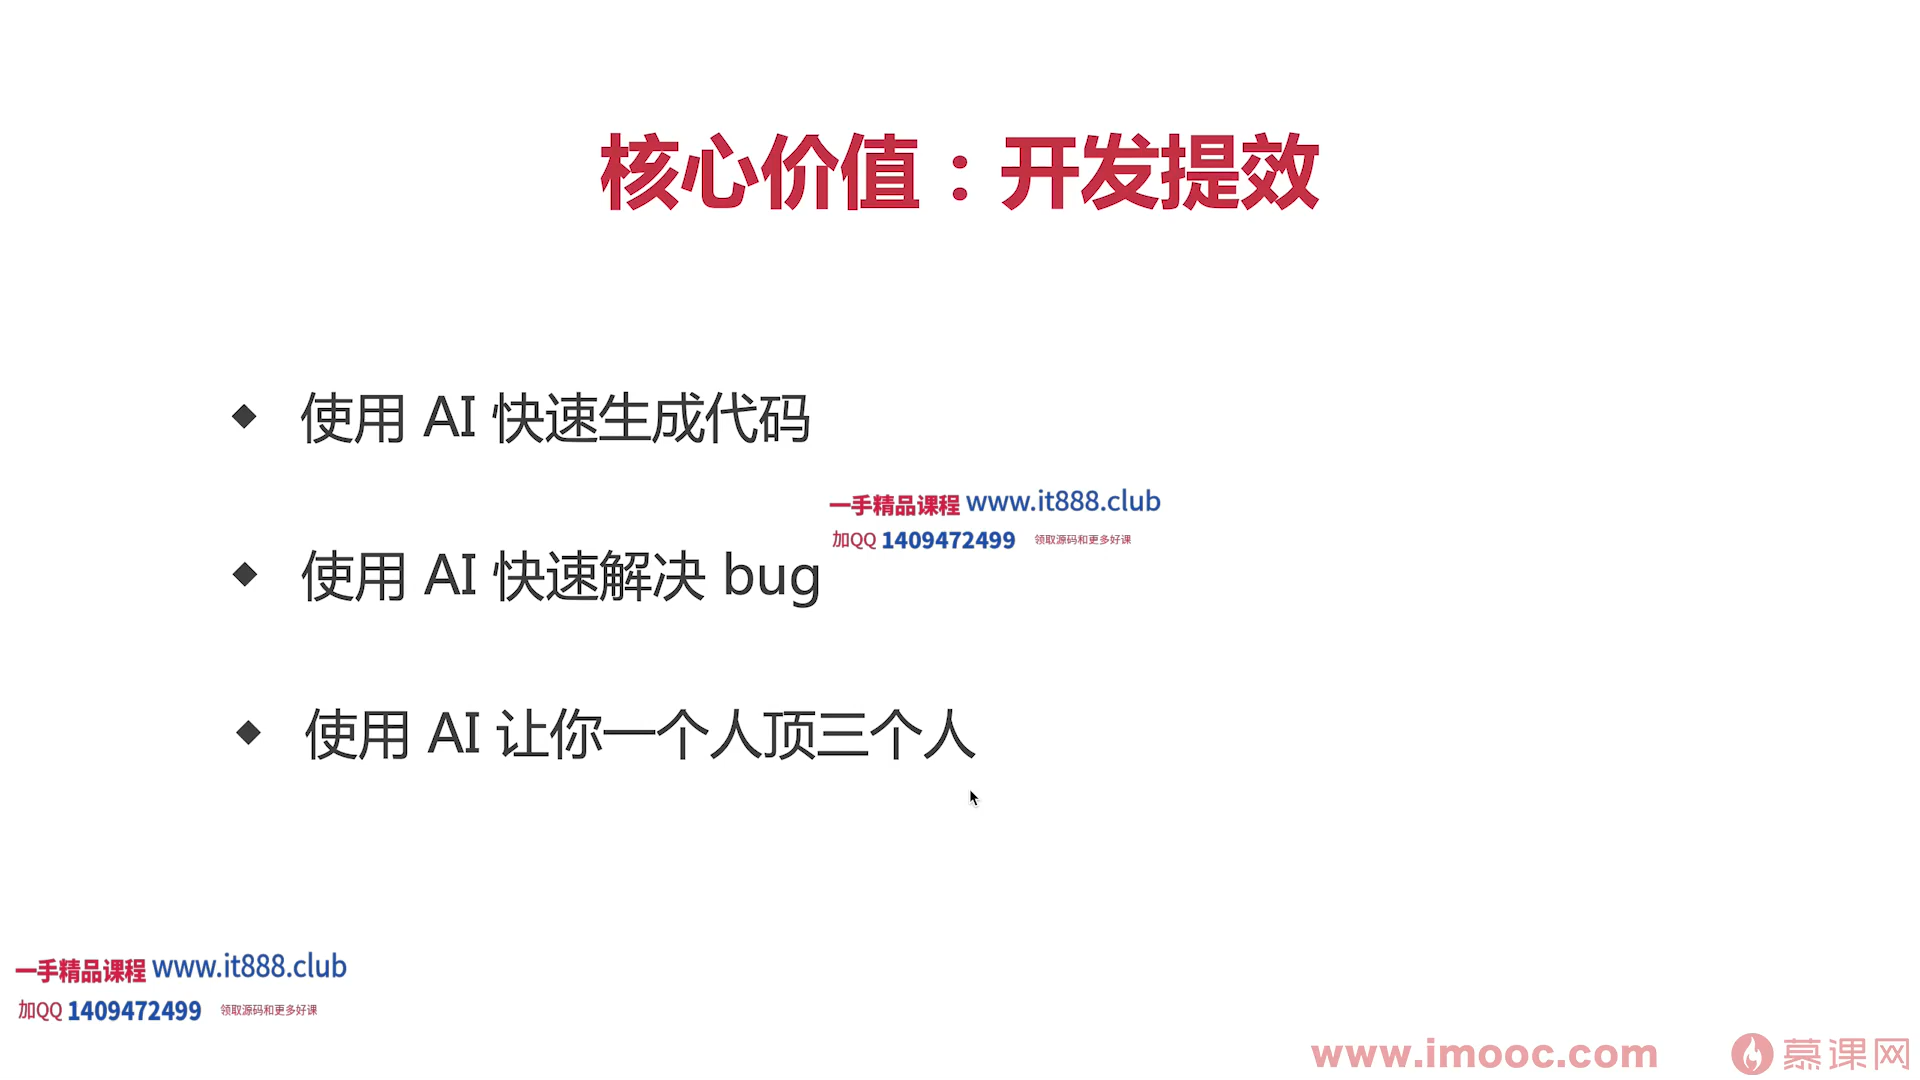 核心价值：开发提效
◆ 使用 AI 快速生成代码
一手精品课程 www.it888.club
加QQ 1409472499 领取源码和更多好课
◆ 使用 AI 快速解决 bug
◆ 使用 AI 让你一个人顶三个人
一手精品课程 www.it888.club
加QQ 1409472499 领取源码和更多好课
www.imooc.com 慕课网